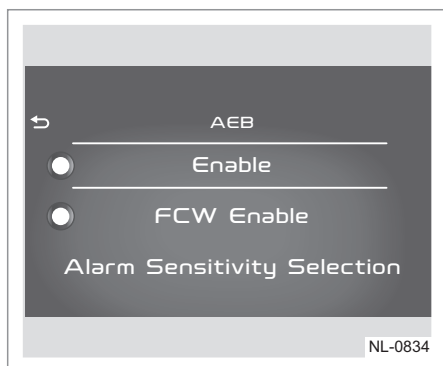 AEB
Enable
FCW Enable
Alarm Sensitivity Selection
NL-0834